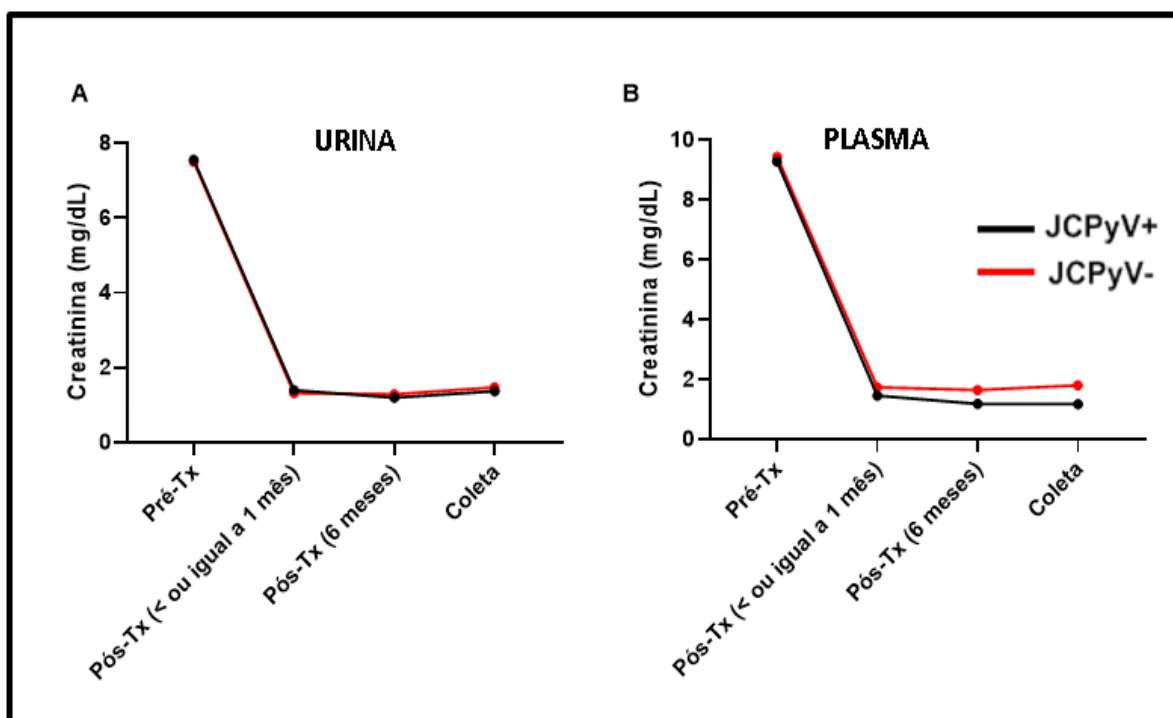 A
URINA
Creatinina (mg/dL)
8
6
4
2
0
Pré-Tx
Pós-Tx (< ou igual a 1 mês)
Pós-Tx (6 meses)
Coleta
B
PLASMA
Creatinina (mg/dL)
10
8
6
4
2
0
JCPyV+
JCPyV-
Pré-Tx
Pós-Tx (< ou igual a 1 mês)
Pós-Tx (6 meses)
Coleta